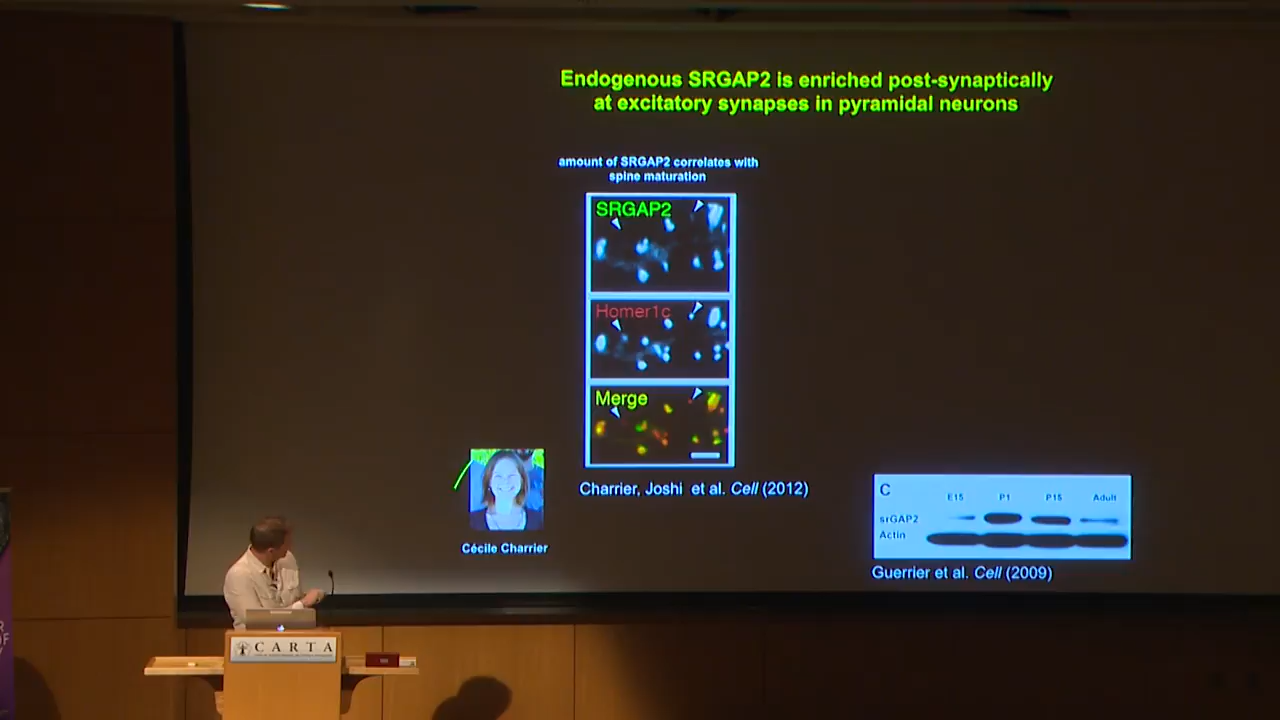 Endogenous SRGAP2 is enriched post-synaptically
at excitatory synapses in pyramidal neurons
amount of SRGAP2 correlates with
spine maturation
SRGAP2
Homer1c
Merge
Charrier, Joshi et al. Cell (2012)
Cécile Charrier
C
E15 P1 P15 Adult
srGAP2
Actin
Guerrier et al. Cell (2009)
CARTA